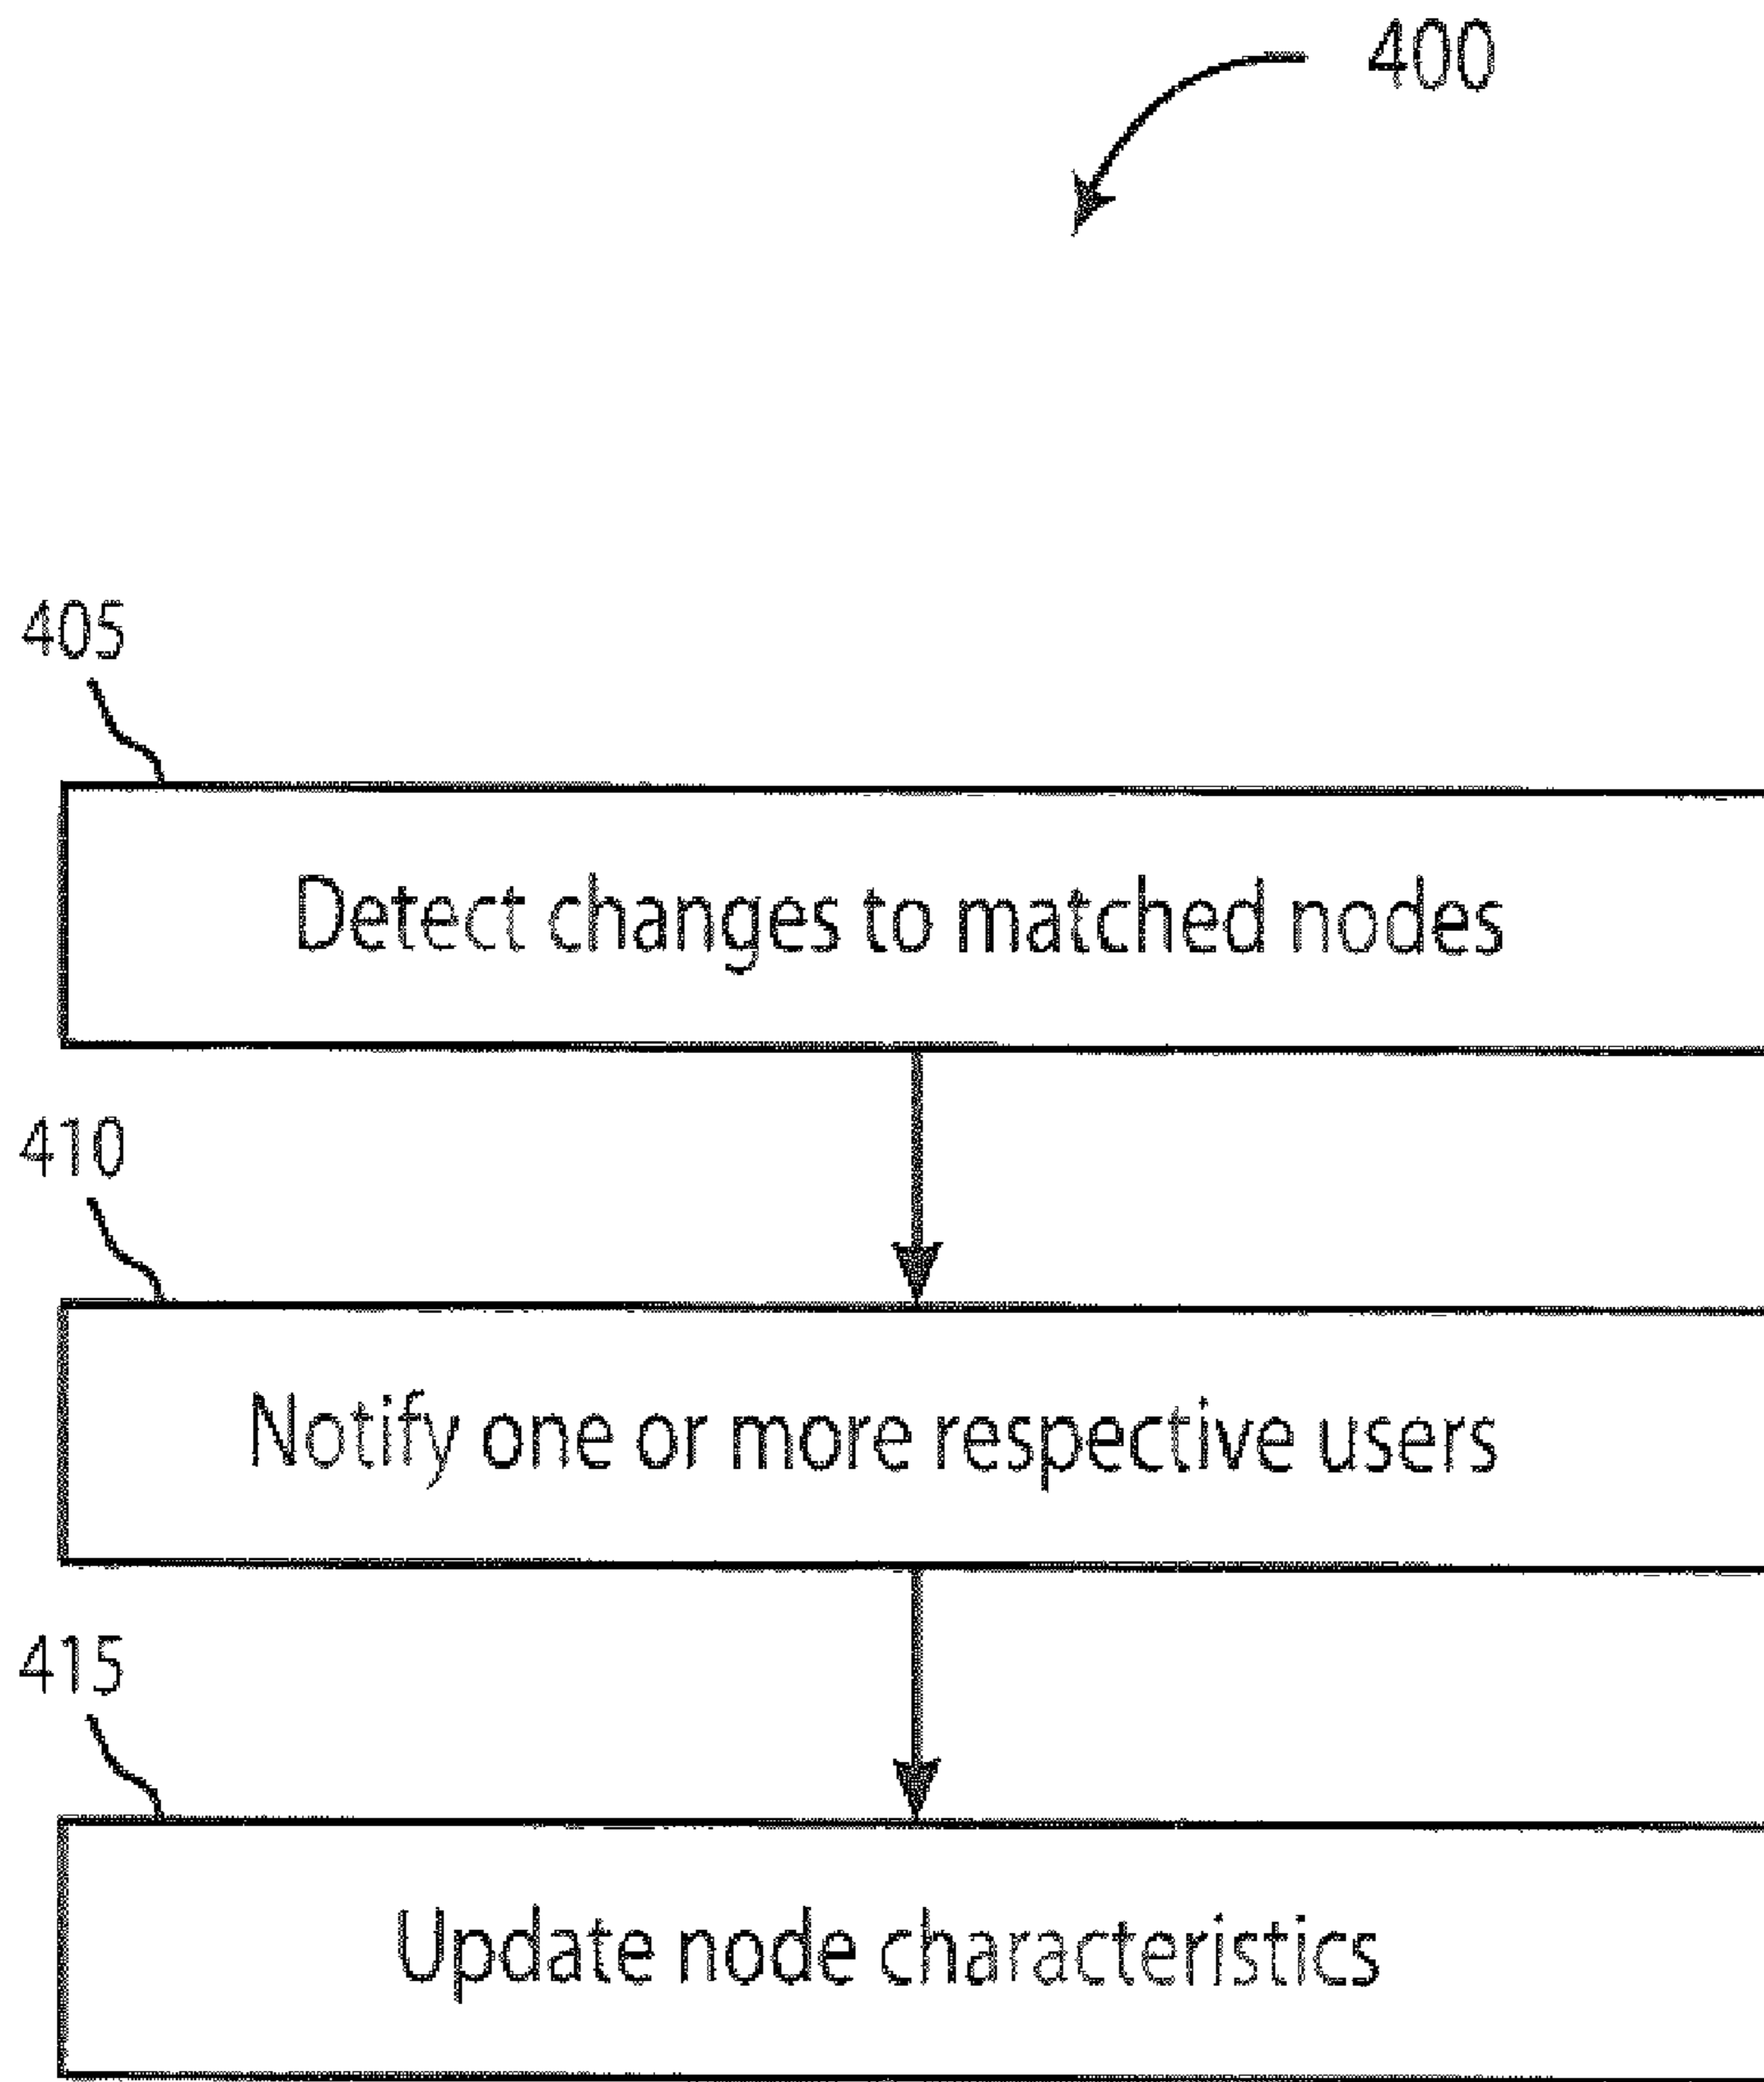 400
405
Detect changes to matched nodes
410
Notify one or more respective users
415
Update node characteristics